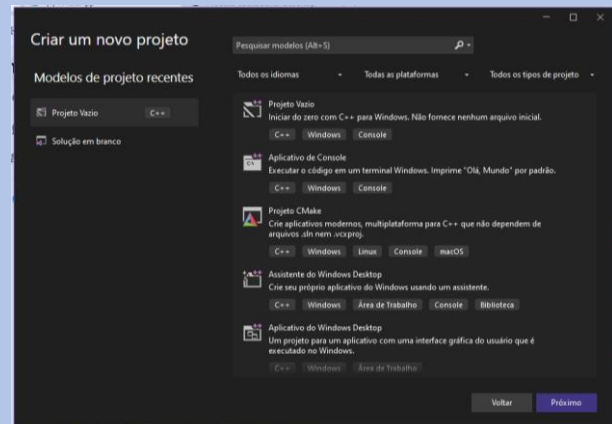 Criar um novo projeto
Modelos de projeto recentes
Projeto Vazio C++
Solução em branco
Pesquisar modelos (Alt+S)
Todos os idiomas Todas as plataformas Todos os tipos de projeto
Projeto Vazio
Iniciar do zero com C++ para Windows. Não fornece nenhum arquivo inicial.
C++ Windows Console
Aplicativo de Console
Executar o código em um terminal Windows. Imprime "Olá, Mundo" por padrão.
C++ Windows Console
Projeto CMake
Crie aplicativos modernos, multiplataforma para C++ que não dependem de
arquivos .sln nem .vcxproj.
C++ Windows Linux Console macOS
Assistente do Windows Desktop
Crie seu próprio aplicativo do Windows usando um assistente.
C++ Windows Área de Trabalho Console Biblioteca
Aplicativo do Windows Desktop
Um projeto para um aplicativo com uma interface gráfica do usuário que é
executado no Windows.
C++ Windows Área de Trabalho
Voltar Próximo